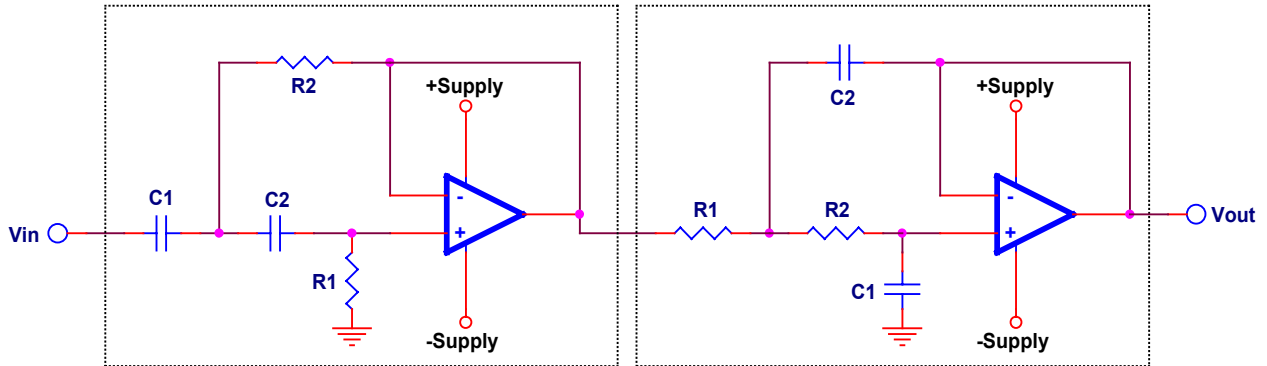 R2
+Supply
C1
C2
-
Vin
+
R1
-Supply
C2
+Supply
R1
R2
-
Vout
+
C1
-Supply